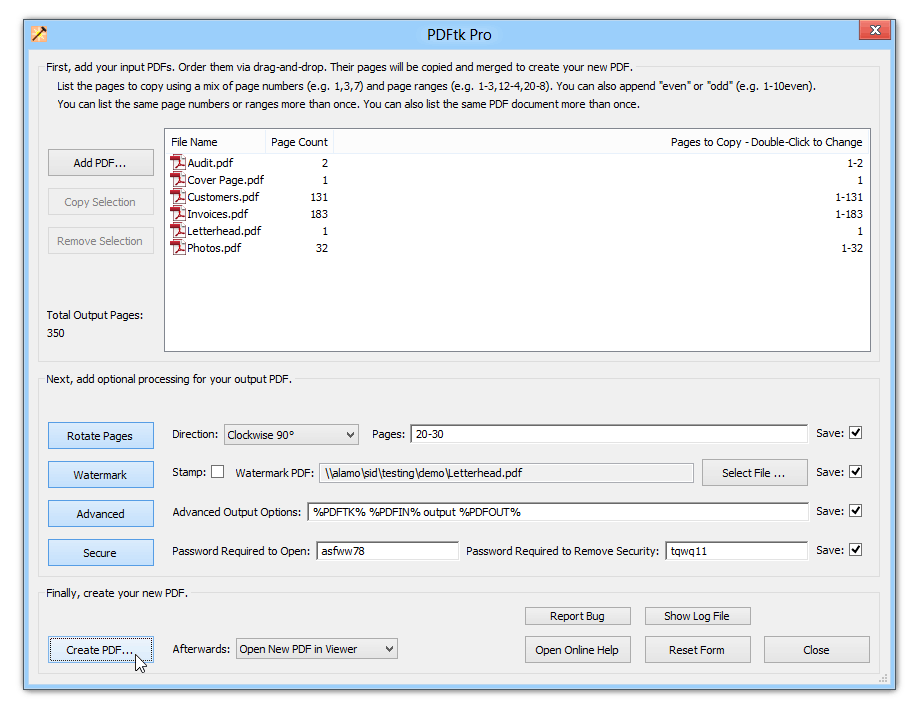 PDFtk Pro
First, add your input PDFs. Order them via drag-and-drop. Their pages will be copied and merged to create your new PDF.
List the pages to copy using a mix of page numbers (e.g. 1,3,7) and page ranges (e.g. 1-3,12-4,20-8). You can also append "even" or "odd" (e.g. 1-10even).
You can list the same page numbers or ranges more than once. You can also list the same PDF document more than once.
File Name Page Count Pages to Copy - Double-Click to Change
Add PDF... Audit.pdf 2 1-2
Cover Page.pdf 1 1
Copy Selection Customers.pdf 131 1-131
Invoices.pdf 183 1-183
Letterhead.pdf 1 1
Remove Selection Photos.pdf 32 1-32
Total Output Pages:
350
Next, add optional processing for your output PDF.
Rotate Pages Direction: Clockwise 90° Pages: 20-30 Save:
Watermark Stamp: Watermark PDF: \\alamo\sid\testing\demo\Letterhead.pdf Select File ... Save:
Advanced Advanced Output Options: %PDFTK% %PDFIN% output %PDFOUT% Save:
Secure Password Required to Open: asfww78 Password Required to Remove Security: tqwq11 Save:
Finally, create your new PDF.
Report Bug Show Log File
Create PDF... Afterwards: Open New PDF in Viewer Open Online Help Reset Form Close